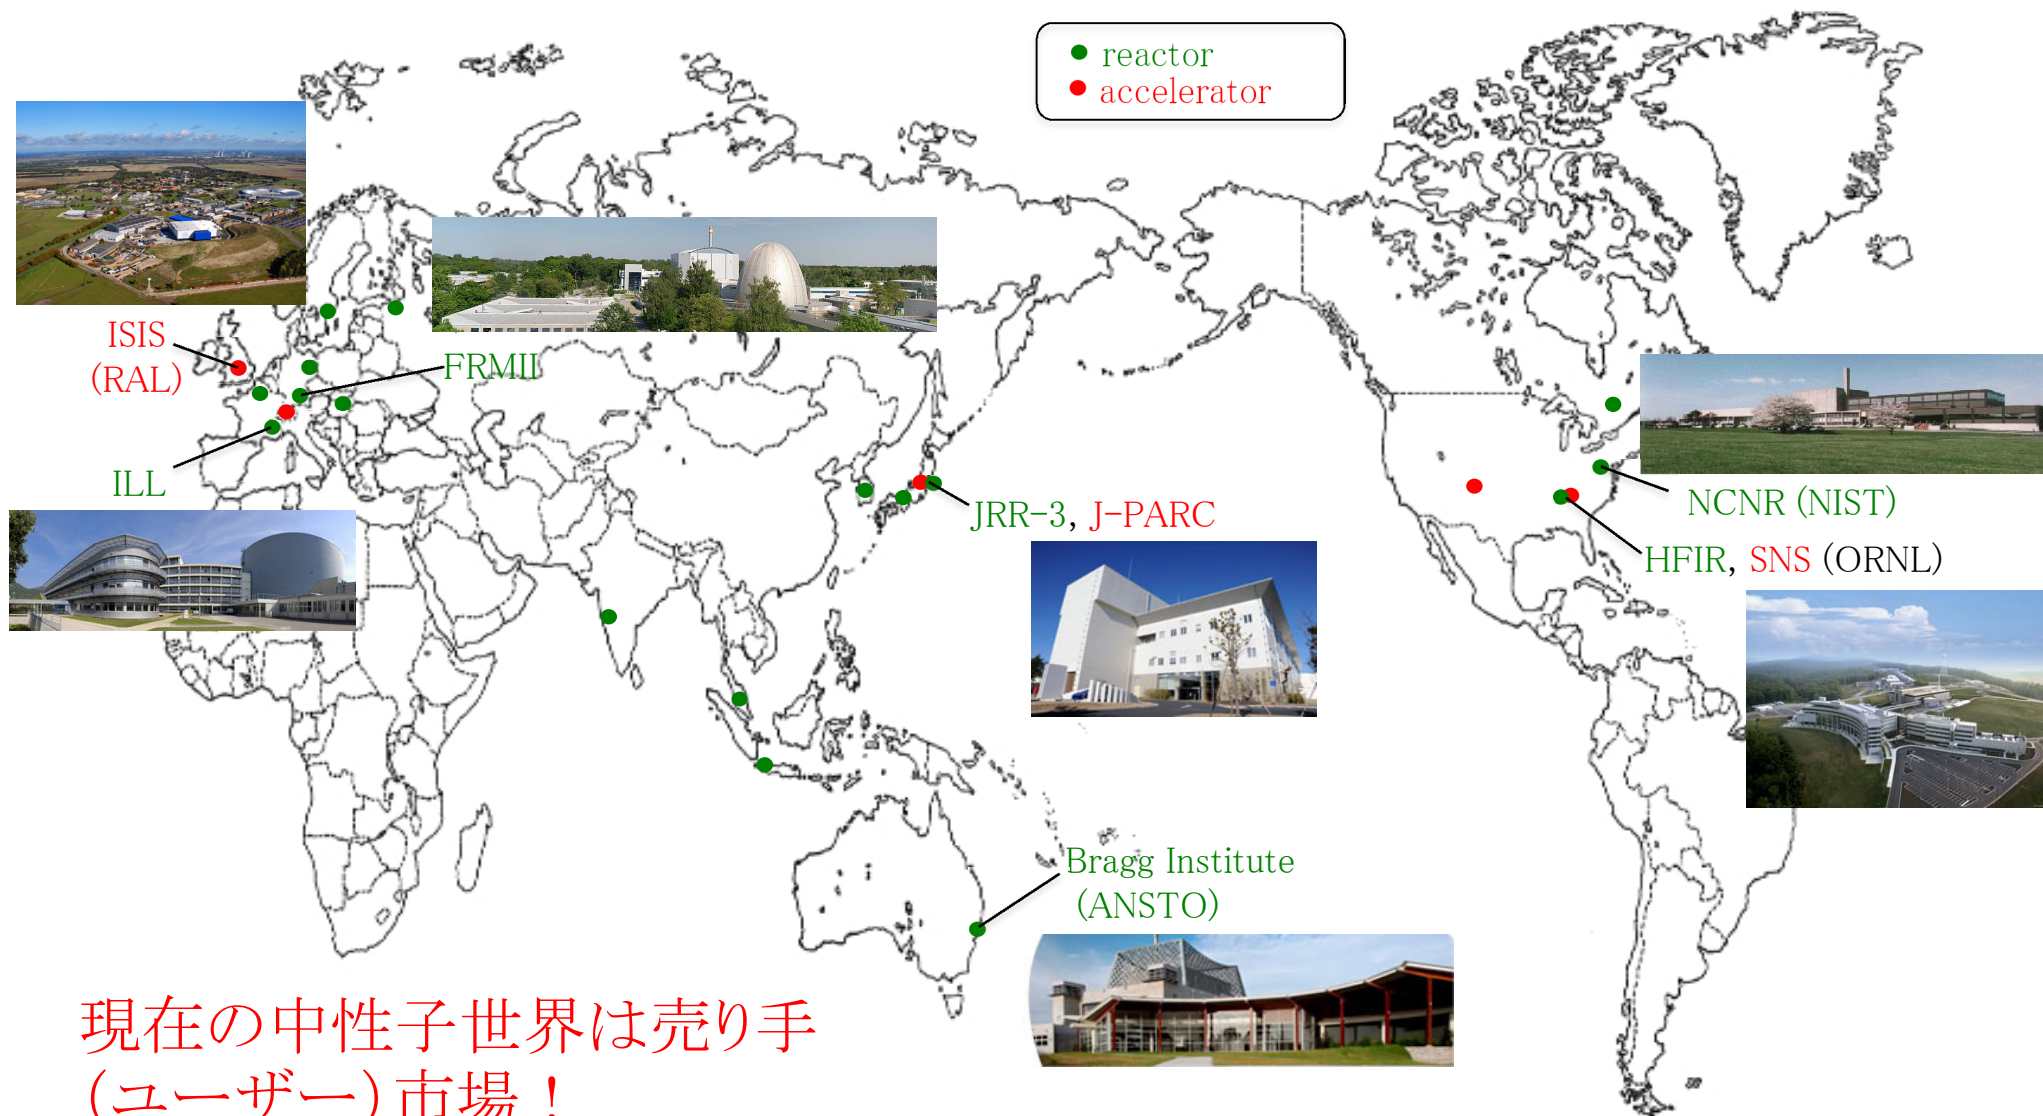 reactor
accelerator
ISIS
(RAL)
FRMII
ILL
JRR-3, J-PARC
NCNR (NIST)
HFIR, SNS (ORNL)
Bragg Institute
(ANSTO)
現在の中性子世界は売り手
(ユーザー)市場!